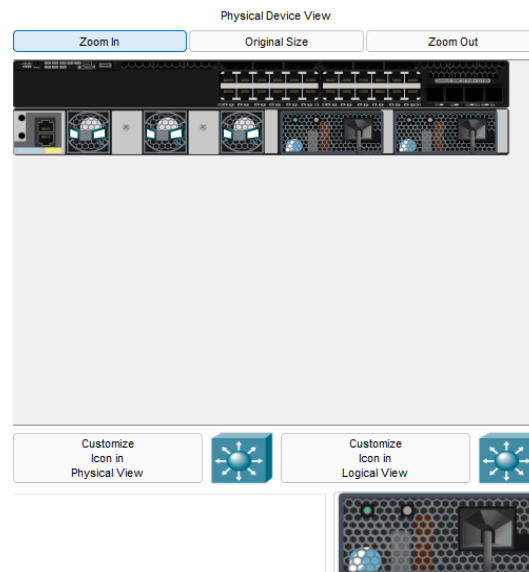 Physical Device View
Zoom In
Original Size
Zoom Out
Customize
Icon in
Physical View
Customize
Icon in
Logical View